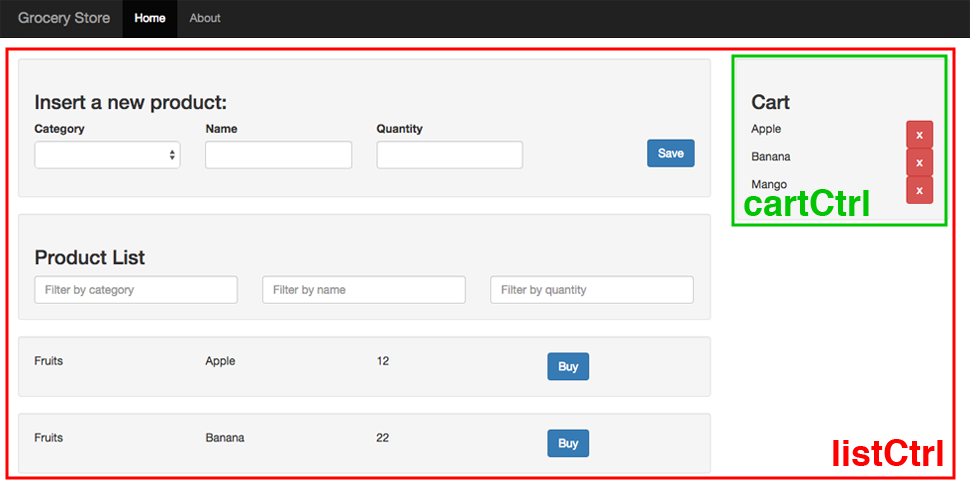 Grocery Store Home About
Insert a new product:
Category Name Quantity
Save
Product List
Filter by category Filter by name Filter by quantity
Fruits Apple 12 Buy
Fruits Banana 22 Buy
Cart
Apple x
Banana x
Mango x
cartCtrl
listCtrl